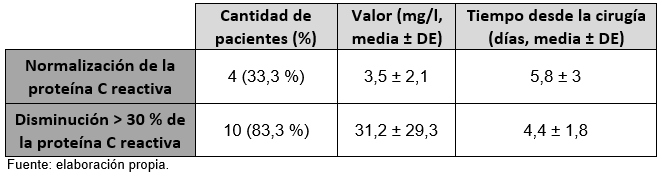 Cantidad de pacientes (%)
Valor (mg/l, media ± DE)
Tiempo desde la cirugía (días, media ± DE)
Normalización de la proteína C reactiva
4 (33,3 %)
3,5 ± 2,1
5,8 ± 3
Disminución > 30 % de la proteína C reactiva
10 (83,3 %)
31,2 ± 29,3
4,4 ± 1,8
Fuente: elaboración propia.